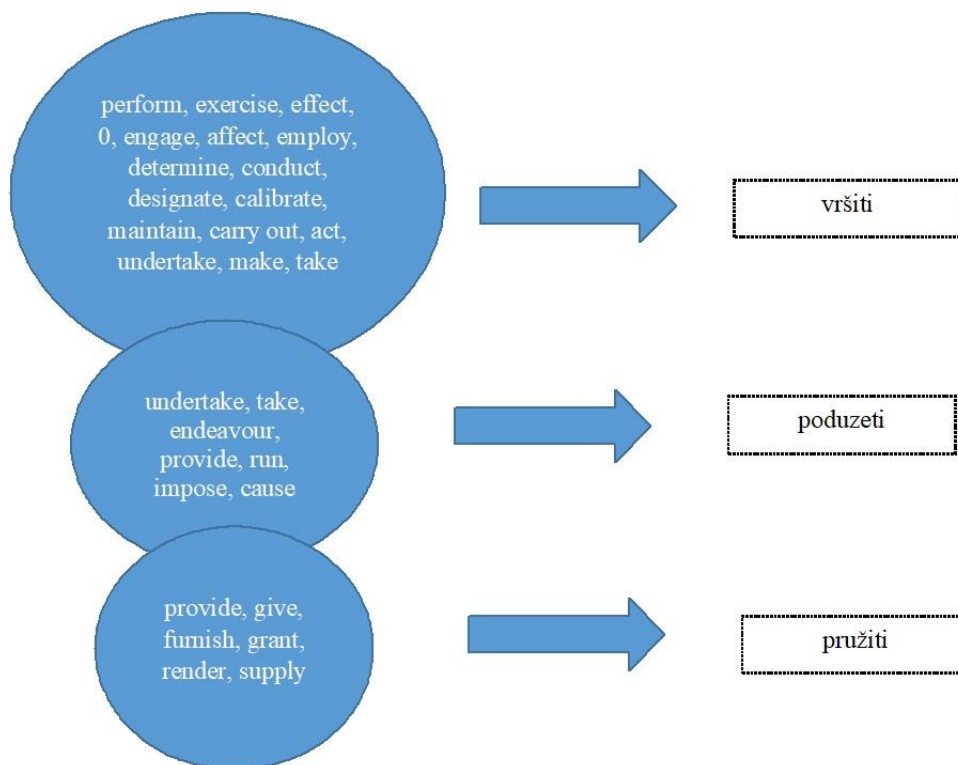 perform, exercise, effect,
0, engage, affect, employ,
determine, conduct,
designate, calibrate,
maintain, carry out, act,
undertake, make, take
vršiti
undertake, take,
endeavour,
provide, run,
impose, cause
poduzeti
provide, give,
furnish, grant,
render, supply
pružiti